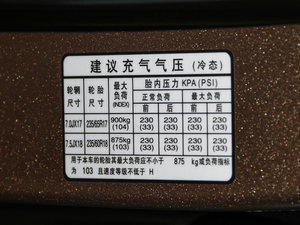 建议充气气压 (冷态)
轮辋尺寸 轮胎尺寸 最大负荷 (INDEX) 胎内压力 KPA (PSI)
正常负荷 最大负荷
前 后 前 后
7.0JX17 235/65R17 900kg (104) 230 (33) 230 (33) 230 (33) 230 (33)
7.5JX18 235/60R18 875kg (103) 230 (33) 230 (33) 230 (33) 230 (33)
用于本车的轮胎其最大负荷应不小于 875 kg或负荷指标
为 103 且速度等级不低于 H